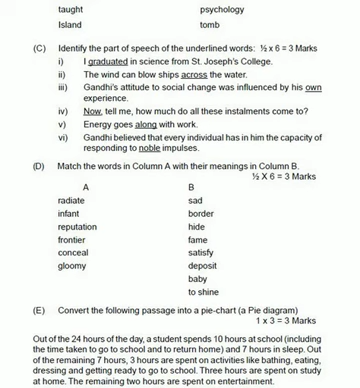 taught psychology
Island tomb
(C) Identify the part of speech of the underlined words: ½ x 6 = 3 Marks
i) I graduated in science from St. Joseph's College.
ii) The wind can blow ships across the water.
iii) Gandhi's attitude to social change was influenced by his own
experience.
iv) Now, tell me, how much do all these instalments come to?
v) Energy goes along with work.
vi) Gandhi believed that every individual has in him the capacity of
responding to noble impulses.
(D) Match the words in Column A with their meanings in Column B.
½ X 6 = 3 Marks
A B
radiate sad
infant border
reputation hide
frontier fame
conceal satisfy
gloomy deposit
baby
to shine
(E) Convert the following passage into a pie-chart (a Pie diagram)
1 x 3 = 3 Marks
Out of the 24 hours of the day, a student spends 10 hours at school (including
the time taken to go to school and to return home) and 7 hours in sleep. Out
of the remaining 7 hours, 3 hours are spent on activities like bathing, eating,
dressing and getting ready to go to school. Three hours are spent on study
at home. The remaining two hours are spent on entertainment.